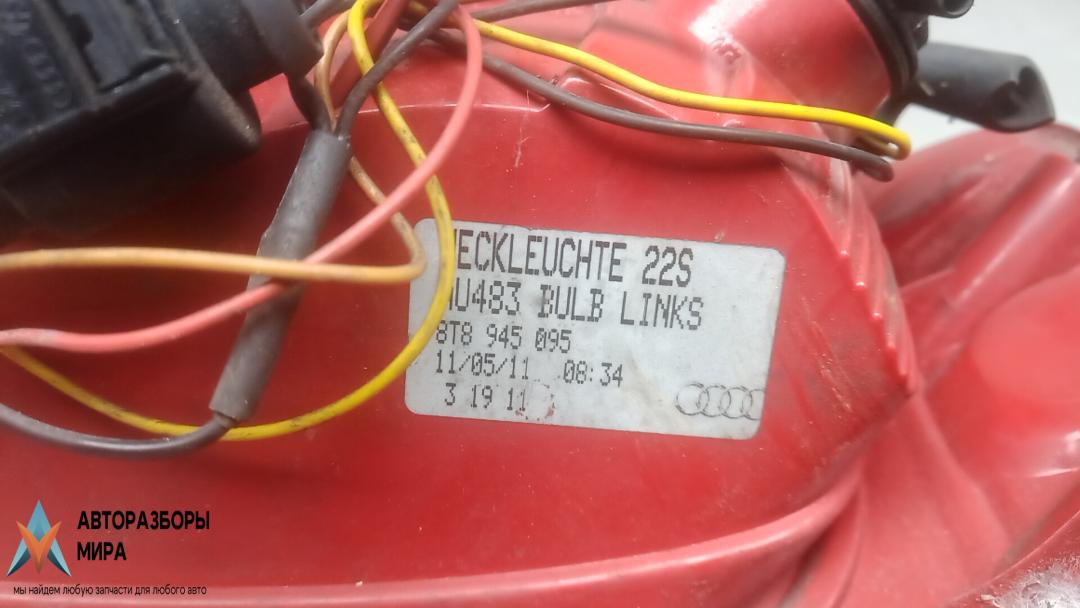 HECKLEUCHTE 22S
AU483 BULB LINKS
8T8 945 095
11/05/11 08:34
3 19 11
АВТОРАЗБОРЫ
МИРА
мы найдем любую запчасти для любого авто